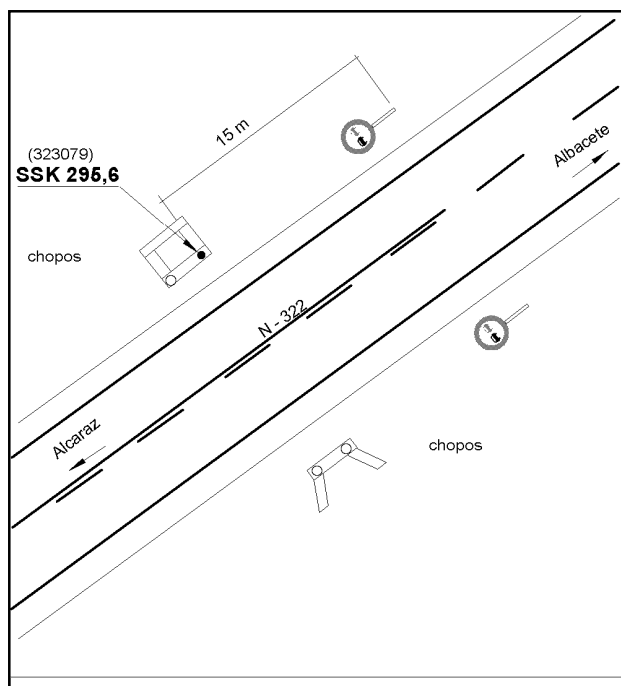 15 m
Albacete
(323079)
SSK 295,6
chopos
N - 322
Alcaraz
chopos